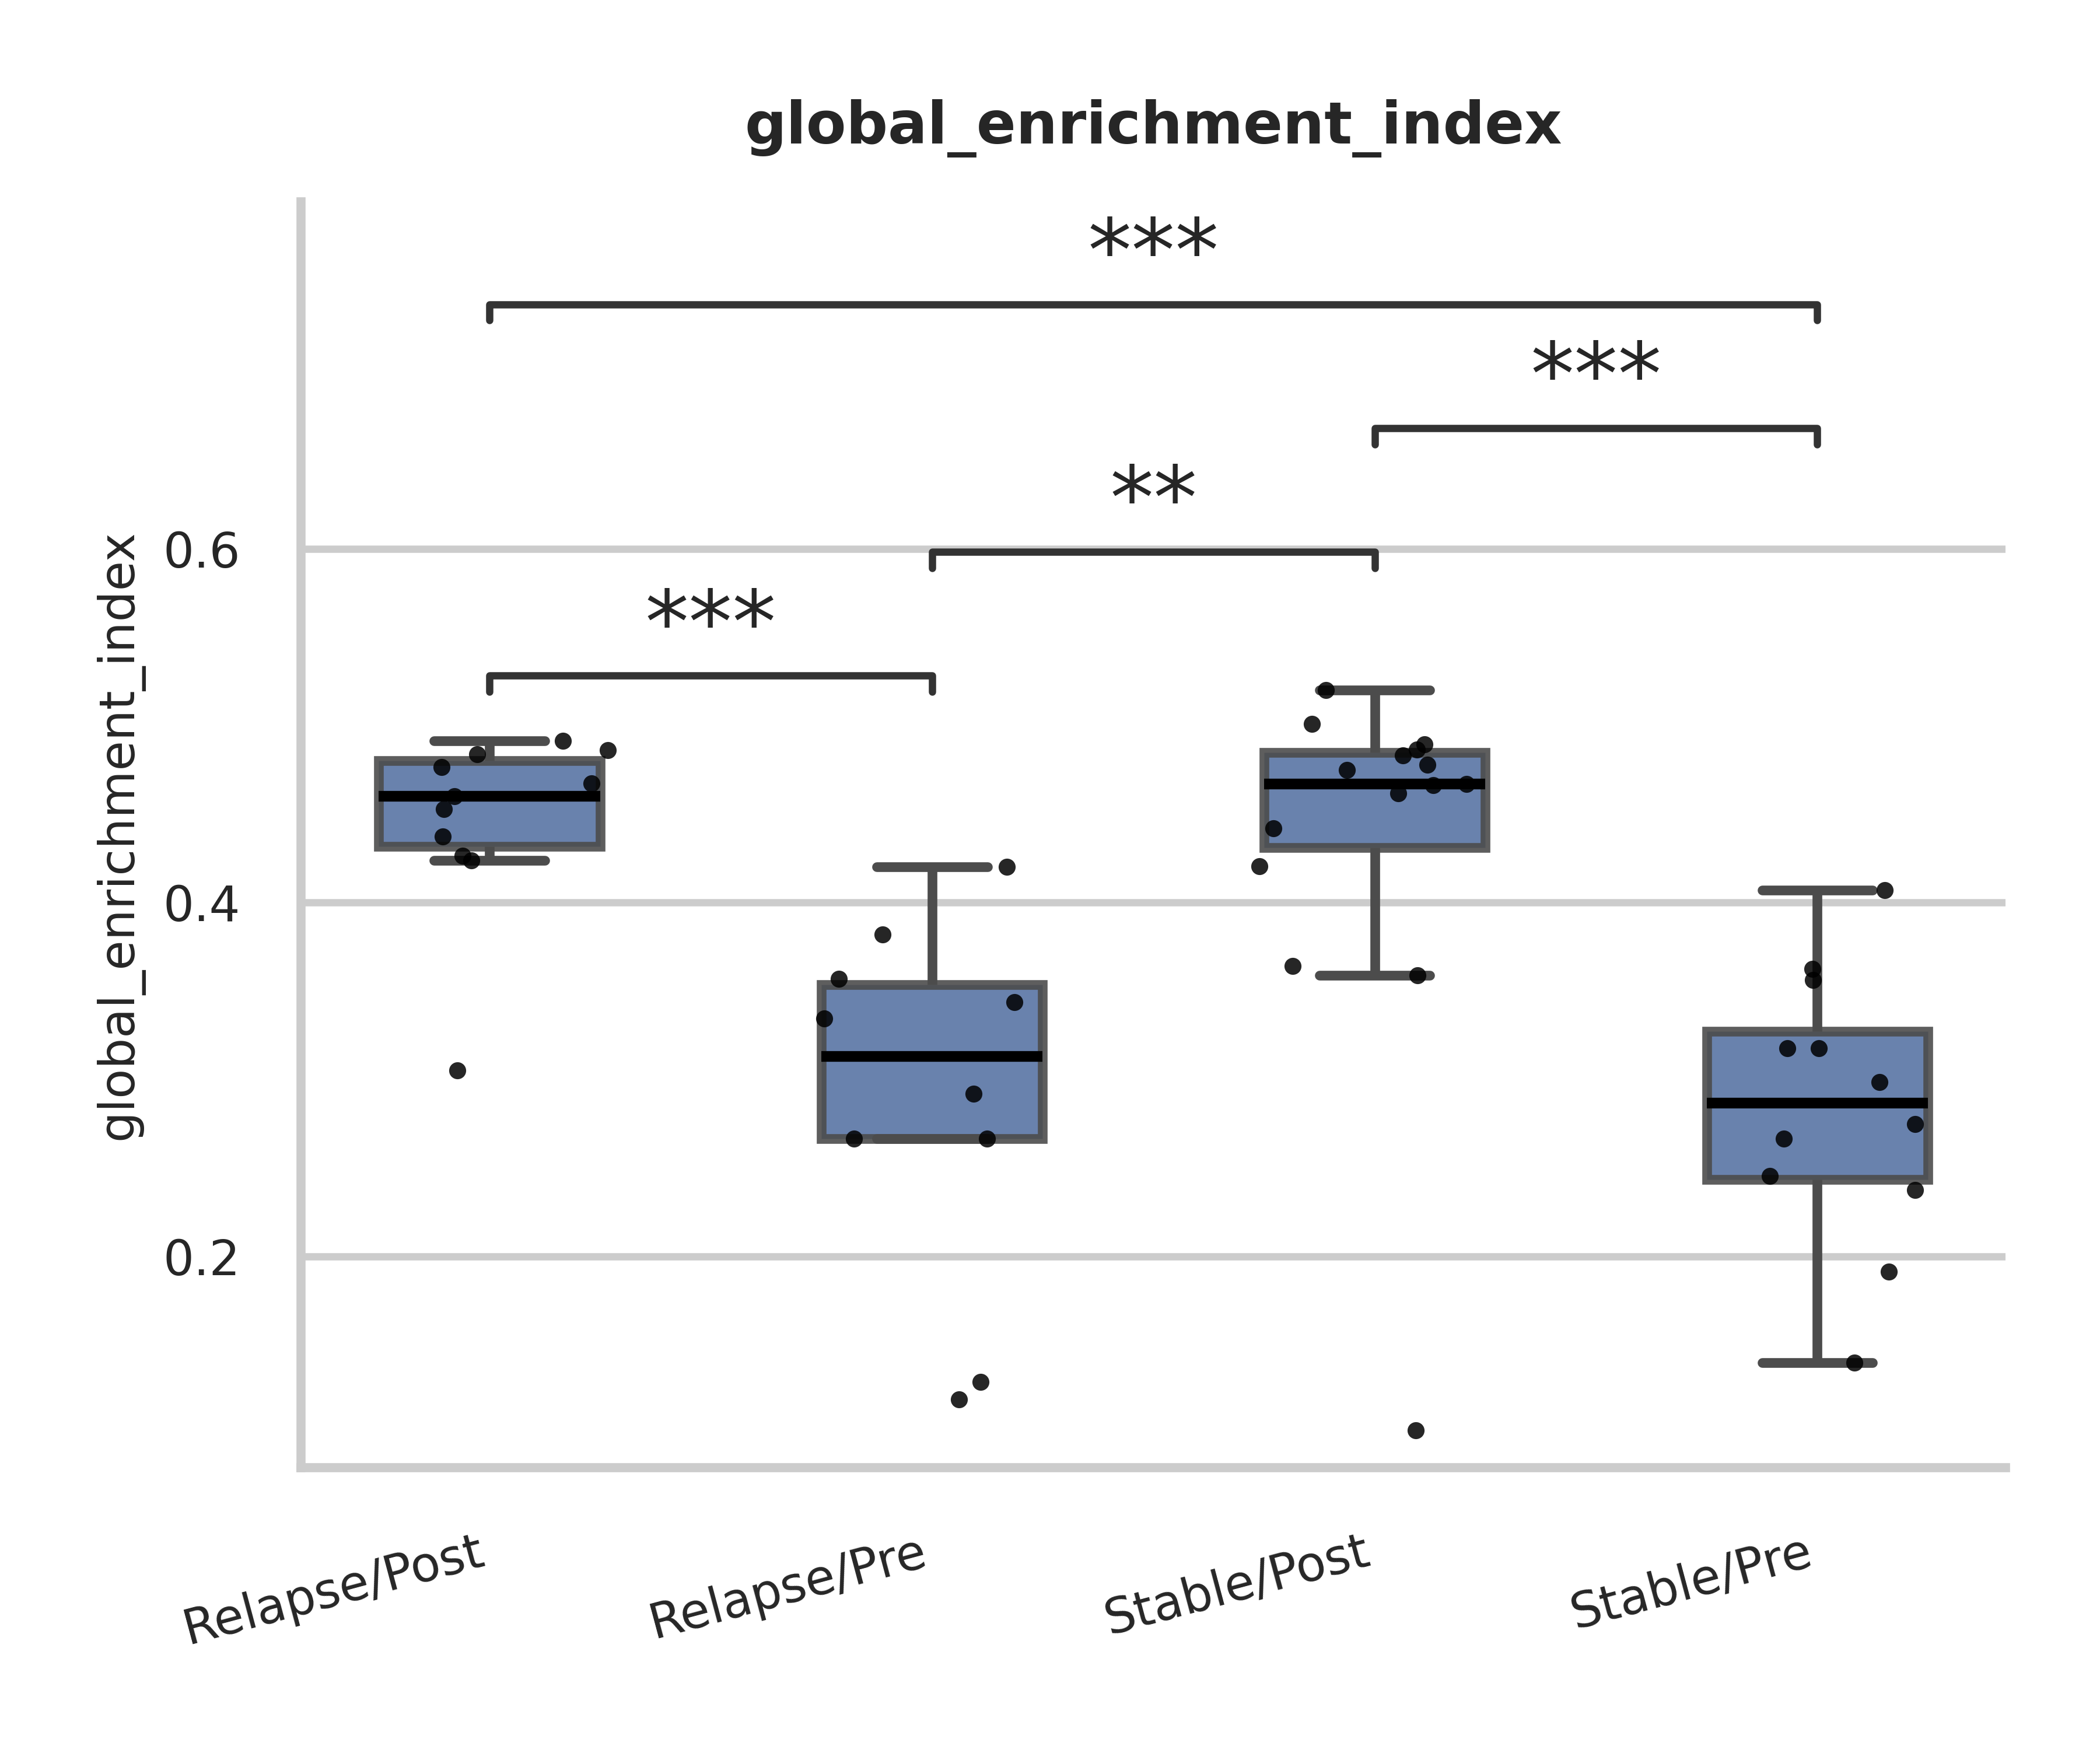 global_enrichment_index
***
***
**
***
global_enrichment_index
0.6
0.4
0.2
Relapse/Post
Relapse/Pre
Stable/Post
Stable/Pre